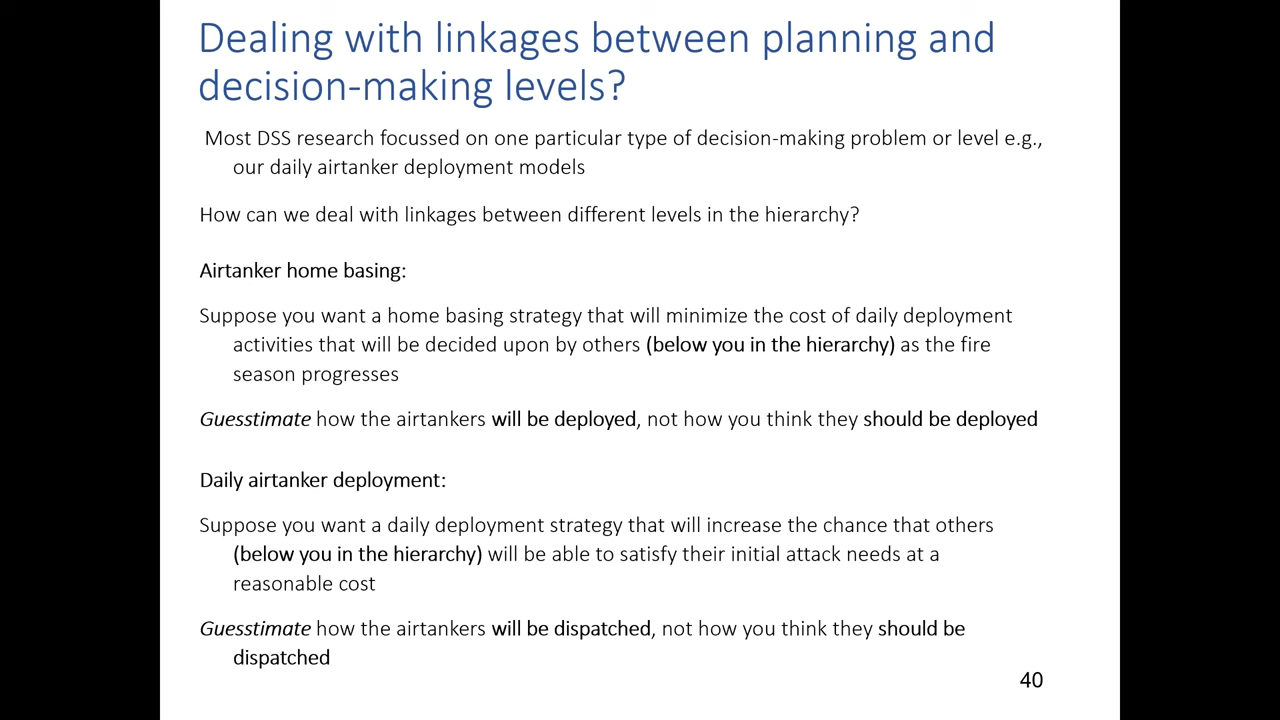 Dealing with linkages between planning and
decision-making levels?
Most DSS research focussed on one particular type of decision-making problem or level e.g.,
our daily airtanker deployment models
How can we deal with linkages between different levels in the hierarchy?
Airtanker home basing:
Suppose you want a home basing strategy that will minimize the cost of daily deployment
activities that will be decided upon by others (below you in the hierarchy) as the fire
season progresses
Guesstimate how the airtankers will be deployed, not how you think they should be deployed
Daily airtanker deployment:
Suppose you want a daily deployment strategy that will increase the chance that others
(below you in the hierarchy) will be able to satisfy their initial attack needs at a
reasonable cost
Guesstimate how the airtankers will be dispatched, not how you think they should be
dispatched
40